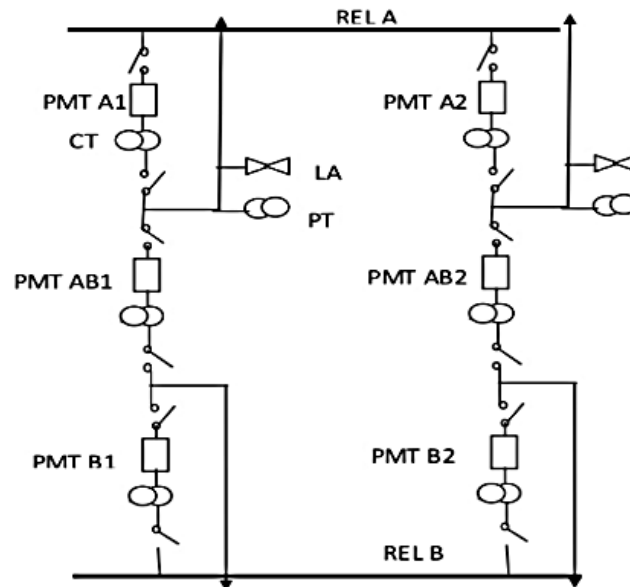 REL A
PMT A1
PMT A2
CT
LA
PT
PMT AB1
PMT AB2
PMT B1
PMT B2
REL B